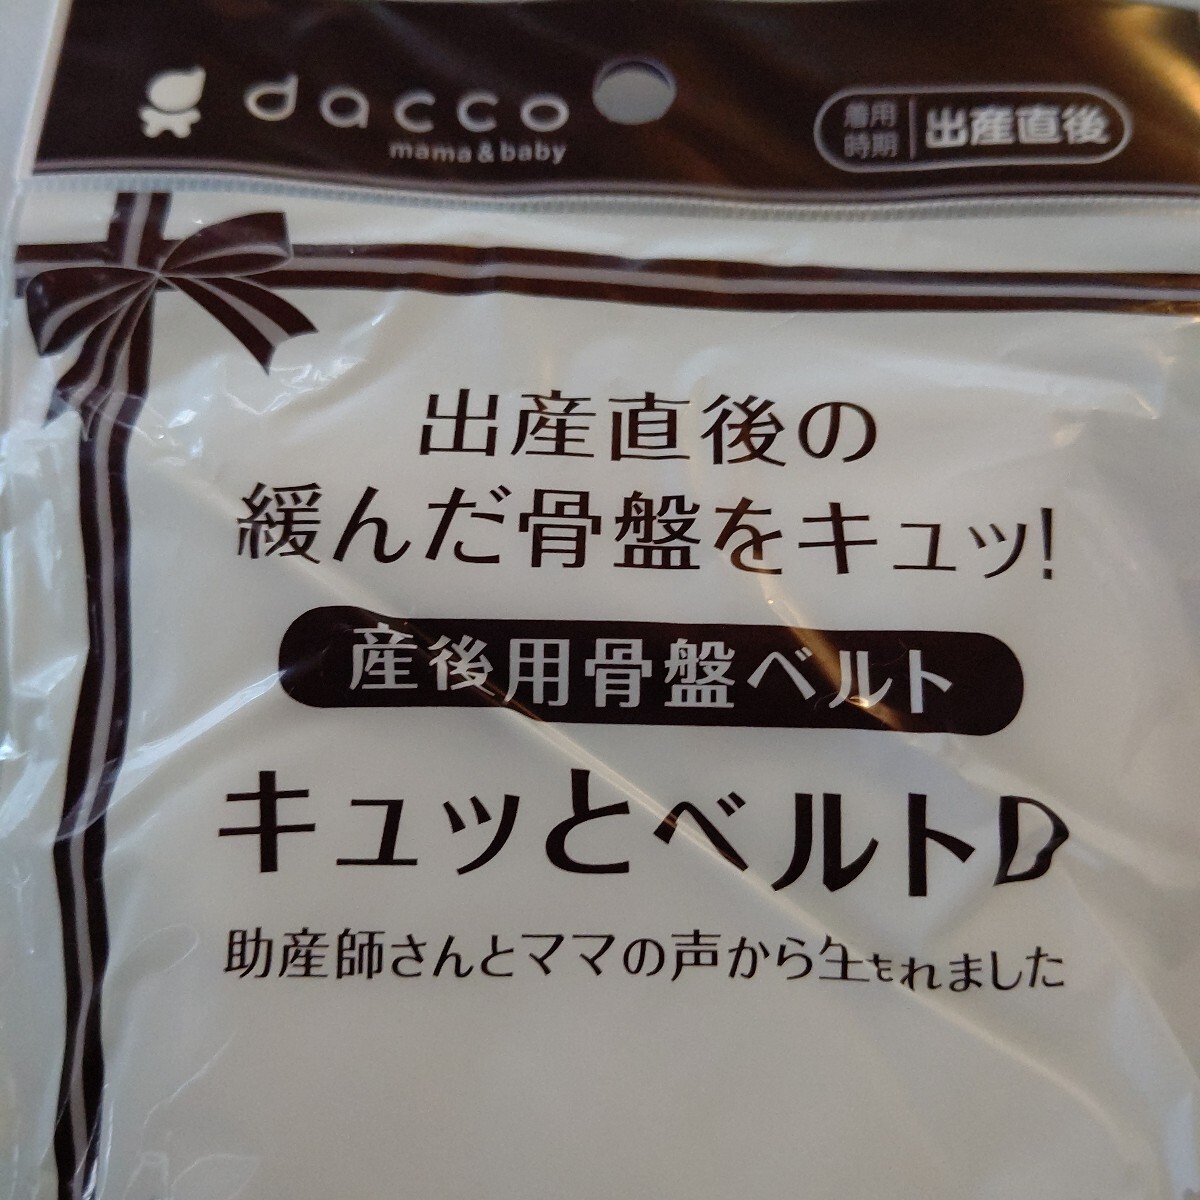 dacco
mama & baby
着用時期 出産直後
出産直後の
緩んだ骨盤をキュッ!
産後用骨盤ベルト
キュッとベルトD
助産師さんとママの声から生まれました